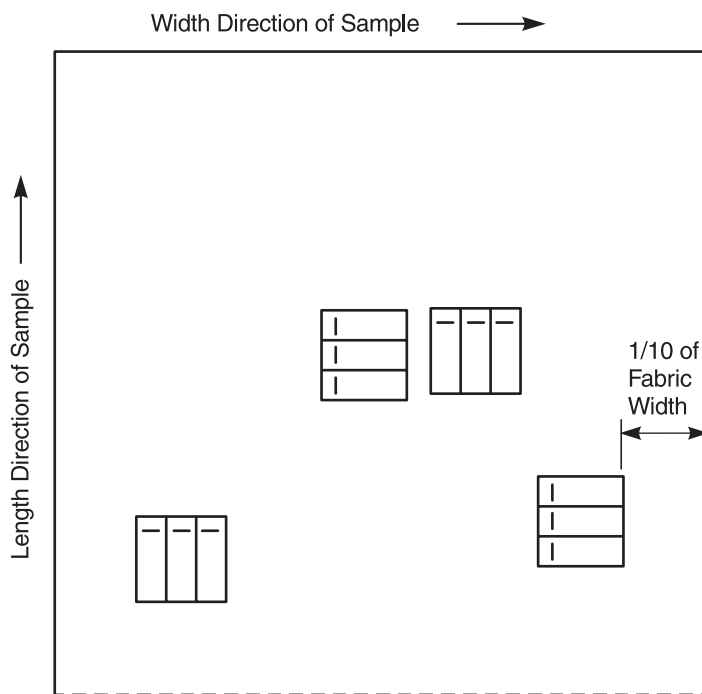 Width Direction of Sample
Length Direction of Sample
1/10 of
Fabric
Width